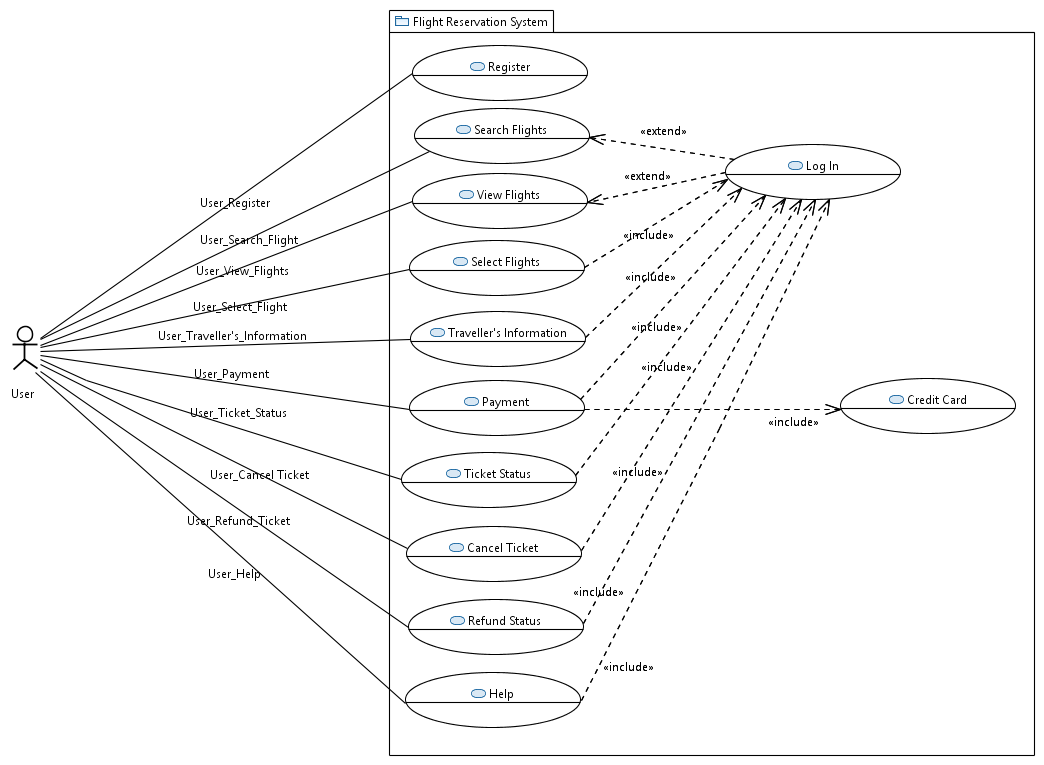 Flight Reservation System
Register
Search Flights
«extend»
Log In
«extend»
View Flights
User_Register
User_Search_Flight
«include»
Select Flights
User_View_Flights
«include»
User_Select_Flight
«include»
Traveller's Information
User_Traveller's_Information
User
«include»
User_Payment
Payment
Credit Card
«include»
User_Ticket_Status
Ticket Status
«include»
User_Cancel Ticket
User_Refund_Ticket
Cancel Ticket
User_Help
«include»
Refund Status
«include»
Help